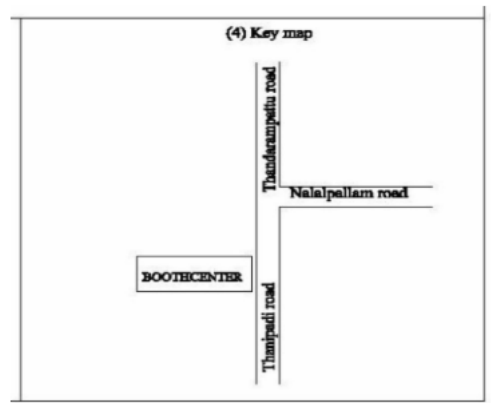 (4) Key map
Thandarampattu road
Nalalpallam road
BOOTHCENTER
Thanipadi road